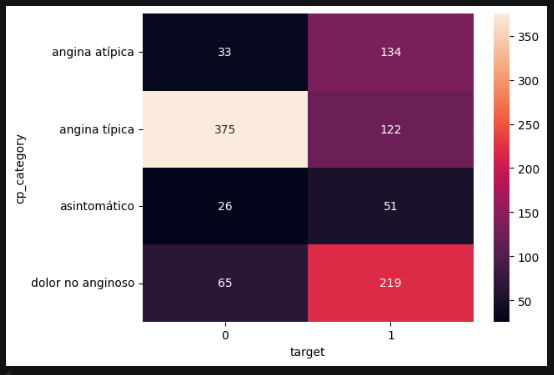 angina atípica 33 134
angina típica 375 122
asintomático 26 51
dolor no anginoso 65 219
0 1
target
cp_category
350
300
250
200
150
100
50